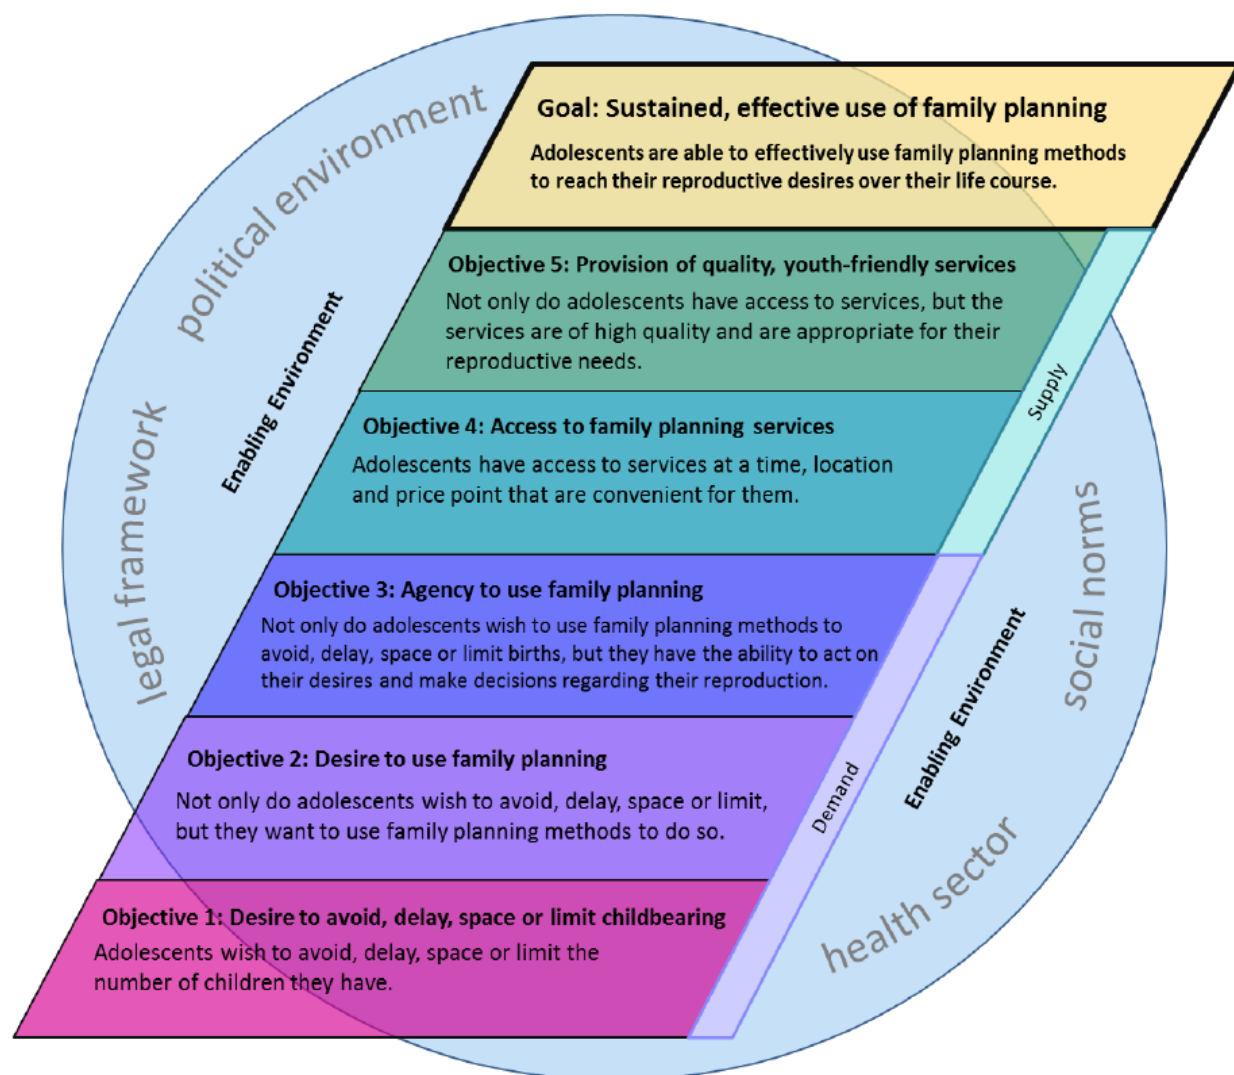 political environment
legal framework
Enabling Environment
Goal: Sustained, effective use of family planning
Adolescents are able to effectively use family planning methods
to reach their reproductive desires over their life course.
Objective 5: Provision of quality, youth-friendly services
Not only do adolescents have access to services, but the
services are of high quality and are appropriate for their
reproductive needs.
Objective 4: Access to family planning services
Adolescents have access to services at a time, location
and price point that are convenient for them.
Supply
Objective 3: Agency to use family planning
Not only do adolescents wish to use family planning methods to
avoid, delay, space or limit births, but they have the ability to act on
their desires and make decisions regarding their reproduction.
Objective 2: Desire to use family planning
Not only do adolescents wish to avoid, delay, space or limit,
but they want to use family planning methods to do so.
Objective 1: Desire to avoid, delay, space or limit childbearing
Adolescents wish to avoid, delay, space or limit the
number of children they have.
Demand
Enabling Environment
social norms
health sector